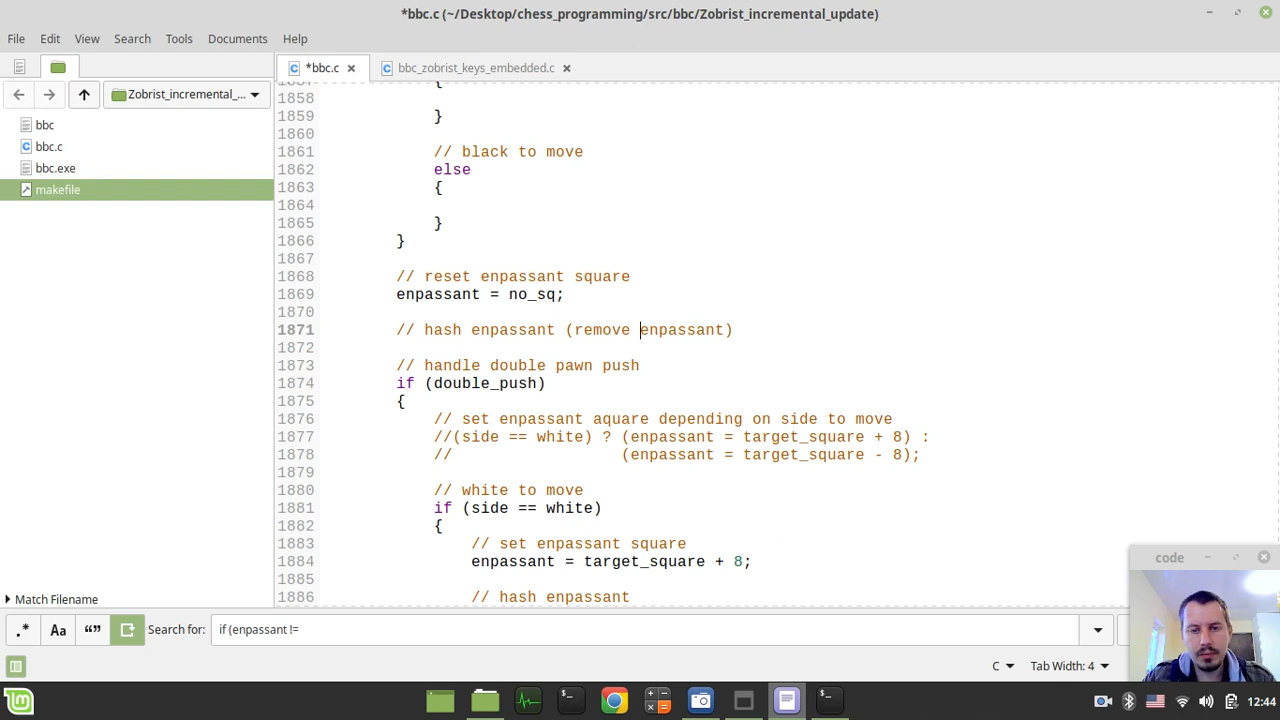 *bbc.c (~/Desktop/chess_programming/src/bbc/Zobrist_incremental_update)
File Edit View Search Tools Documents Help
*bbc.c bbc_zobrist_keys_embedded.c
Zobrist_incremental_...
bbc
bbc.c
bbc.exe
makefile
1858
1859 }
1860
1861 // black to move
1862 else
1863 {
1864
1865 }
1866 }
1867
1868 // reset enpassant square
1869 enpassant = no_sq;
1870
1871 // hash enpassant (remove enpassant)
1872
1873 // handle double pawn push
1874 if (double_push)
1875 {
1876 // set enpassant aquare depending on side to move
1877 //(side == white) ? (enpassant = target_square + 8) :
1878 // (enpassant = target_square - 8);
1879
1880 // white to move
1881 if (side == white)
1882 {
1883 // set enpassant square
1884 enpassant = target_square + 8;
1885
1886 // hash enpassant
code
Match Filename
.* Aa “” Search for: if (enpassant !=
C Tab Width: 4
12:44